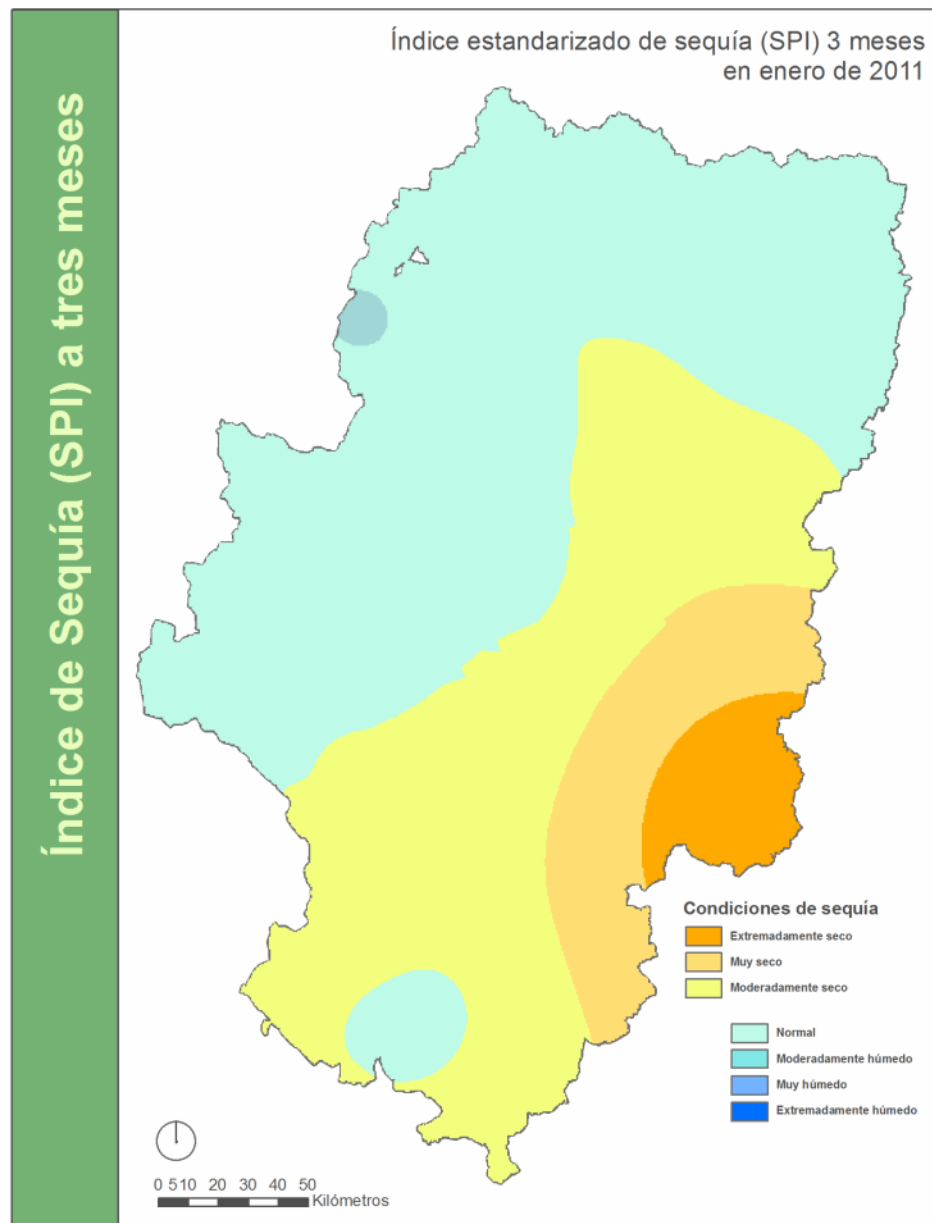 Índice de Sequía (SPI) a tres meses
Índice estandarizado de sequía (SPI) 3 meses
en enero de 2011
Condiciones de sequía
Extremadamente seco
Muy seco
Moderadamente seco
Normal
Moderadamente húmedo
Muy húmedo
Extremadamente húmedo
0 5 10 20 30 40 50
Kilómetros